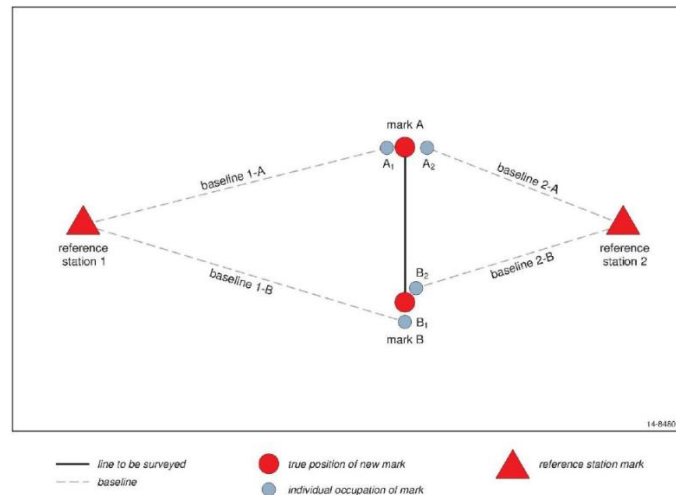 mark A
A₁
A₂
baseline 1-A
baseline 2-A
reference
station 1
reference
station 2
baseline 1-B
B₂
baseline 2-B
B₁
mark B
14-8480
line to be surveyed
true position of new mark
reference station mark
baseline
individual occupation of mark